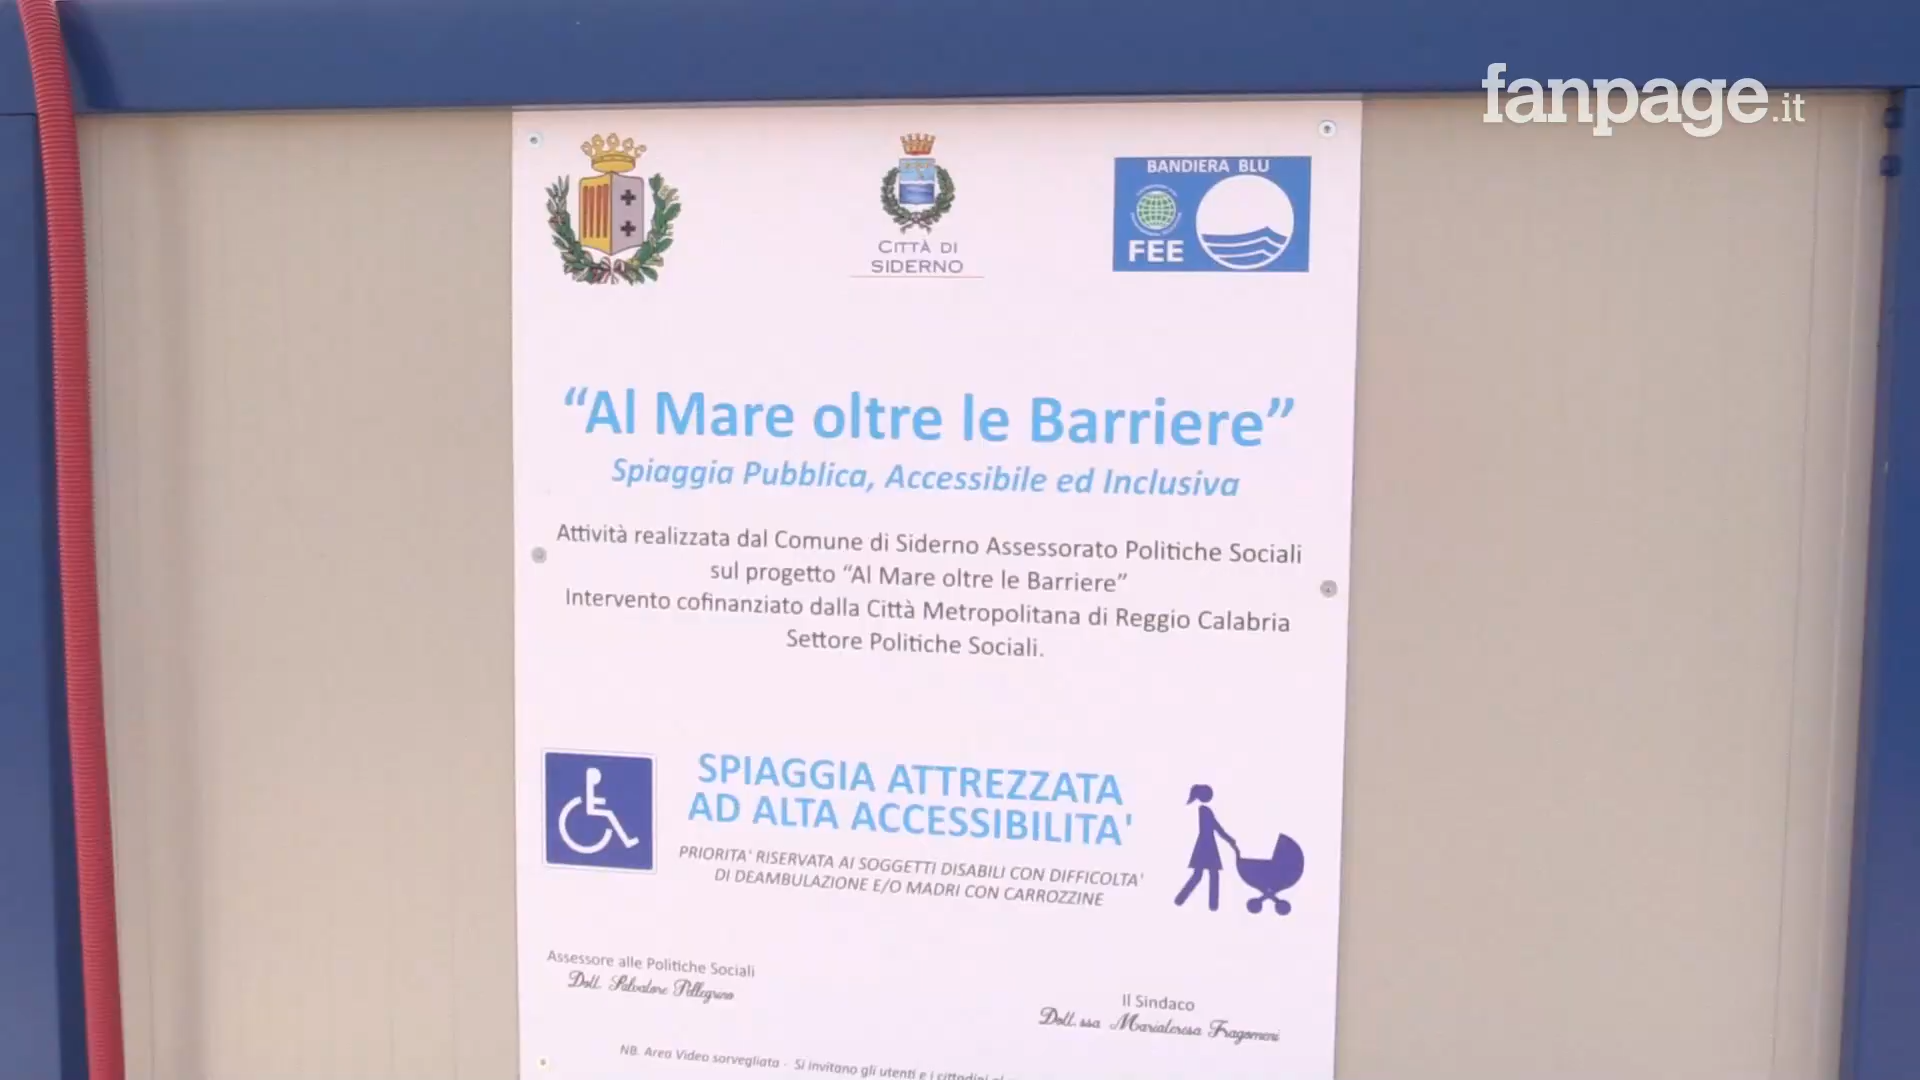 fanpage.it
BANDIERA BLU
FEE
CITTÀ DI
SIDERNO
“Al Mare oltre le Barriere”
Spiaggia Pubblica, Accessibile ed Inclusiva
Attività realizzata dal Comune di Siderno Assessorato Politiche Sociali
sul progetto “Al Mare oltre le Barriere”
Intervento cofinanziato dalla Città Metropolitana di Reggio Calabria
Settore Politiche Sociali.
SPIAGGIA ATTREZZATA
AD ALTA ACCESSIBILITA'
PRIORITA' RISERVATA AI SOGGETTI DISABILI CON DIFFICOLTA'
DI DEAMBULAZIONE E/O MADRI CON CARROZZINE
Assessore alle Politiche Sociali
Dott. Salvatore Pellegrino
Il Sindaco
Dott.ssa Mariateresa Fragomeni
NB. Area Video sorvegliata - Si invitano gli utenti e i cittadini